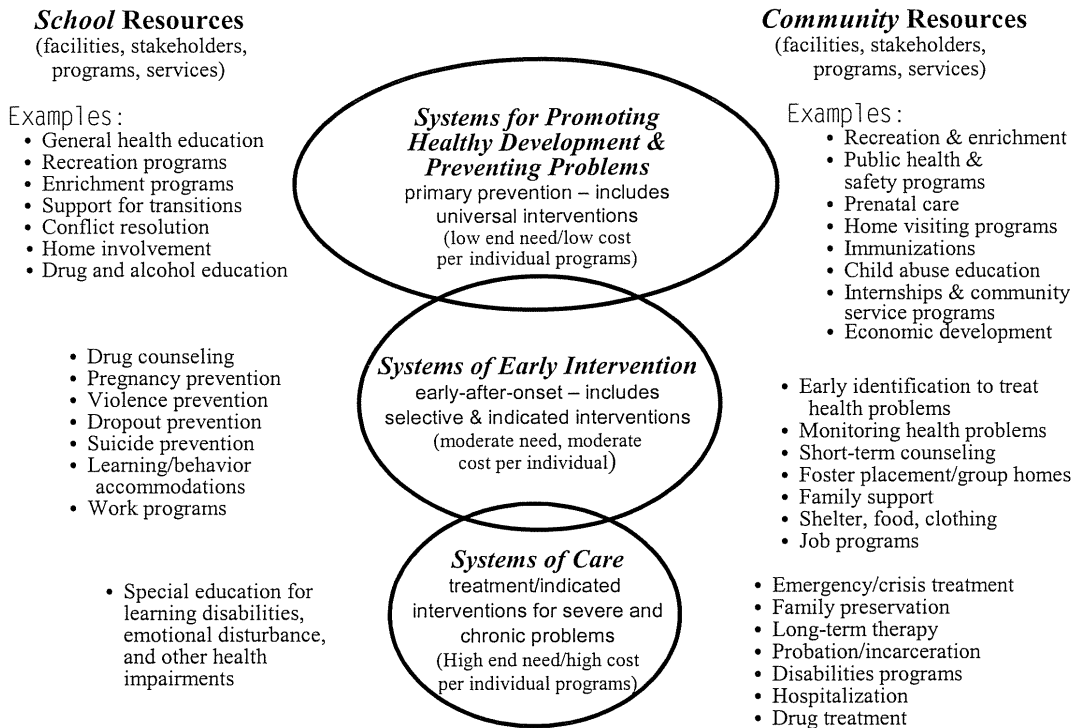 School Resources
(facilities, stakeholders,
programs, services)
Examples:
• General health education
• Recreation programs
• Enrichment programs
• Support for transitions
• Conflict resolution
• Home involvement
• Drug and alcohol education
• Drug counseling
• Pregnancy prevention
• Violence prevention
• Dropout prevention
• Suicide prevention
• Learning/behavior
accommodations
• Work programs
• Special education for
learning disabilities,
emotional disturbance,
and other health
impairments
Systems for Promoting
Healthy Development &
Preventing Problems
primary prevention – includes
universal interventions
(low end need/low cost
per individual programs)
Systems of Early Intervention
early-after-onset – includes
selective & indicated interventions
(moderate need, moderate
cost per individual)
Systems of Care
treatment/indicated
interventions for severe and
chronic problems
(High end need/high cost
per individual programs)
Community Resources
(facilities, stakeholders,
programs, services)
Examples:
• Recreation & enrichment
• Public health &
safety programs
• Prenatal care
• Home visiting programs
• Immunizations
• Child abuse education
• Internships & community
service programs
• Economic development
• Early identification to treat
health problems
• Monitoring health problems
• Short-term counseling
• Foster placement/group homes
• Family support
• Shelter, food, clothing
• Job programs
• Emergency/crisis treatment
• Family preservation
• Long-term therapy
• Probation/incarceration
• Disabilities programs
• Hospitalization
• Drug treatment